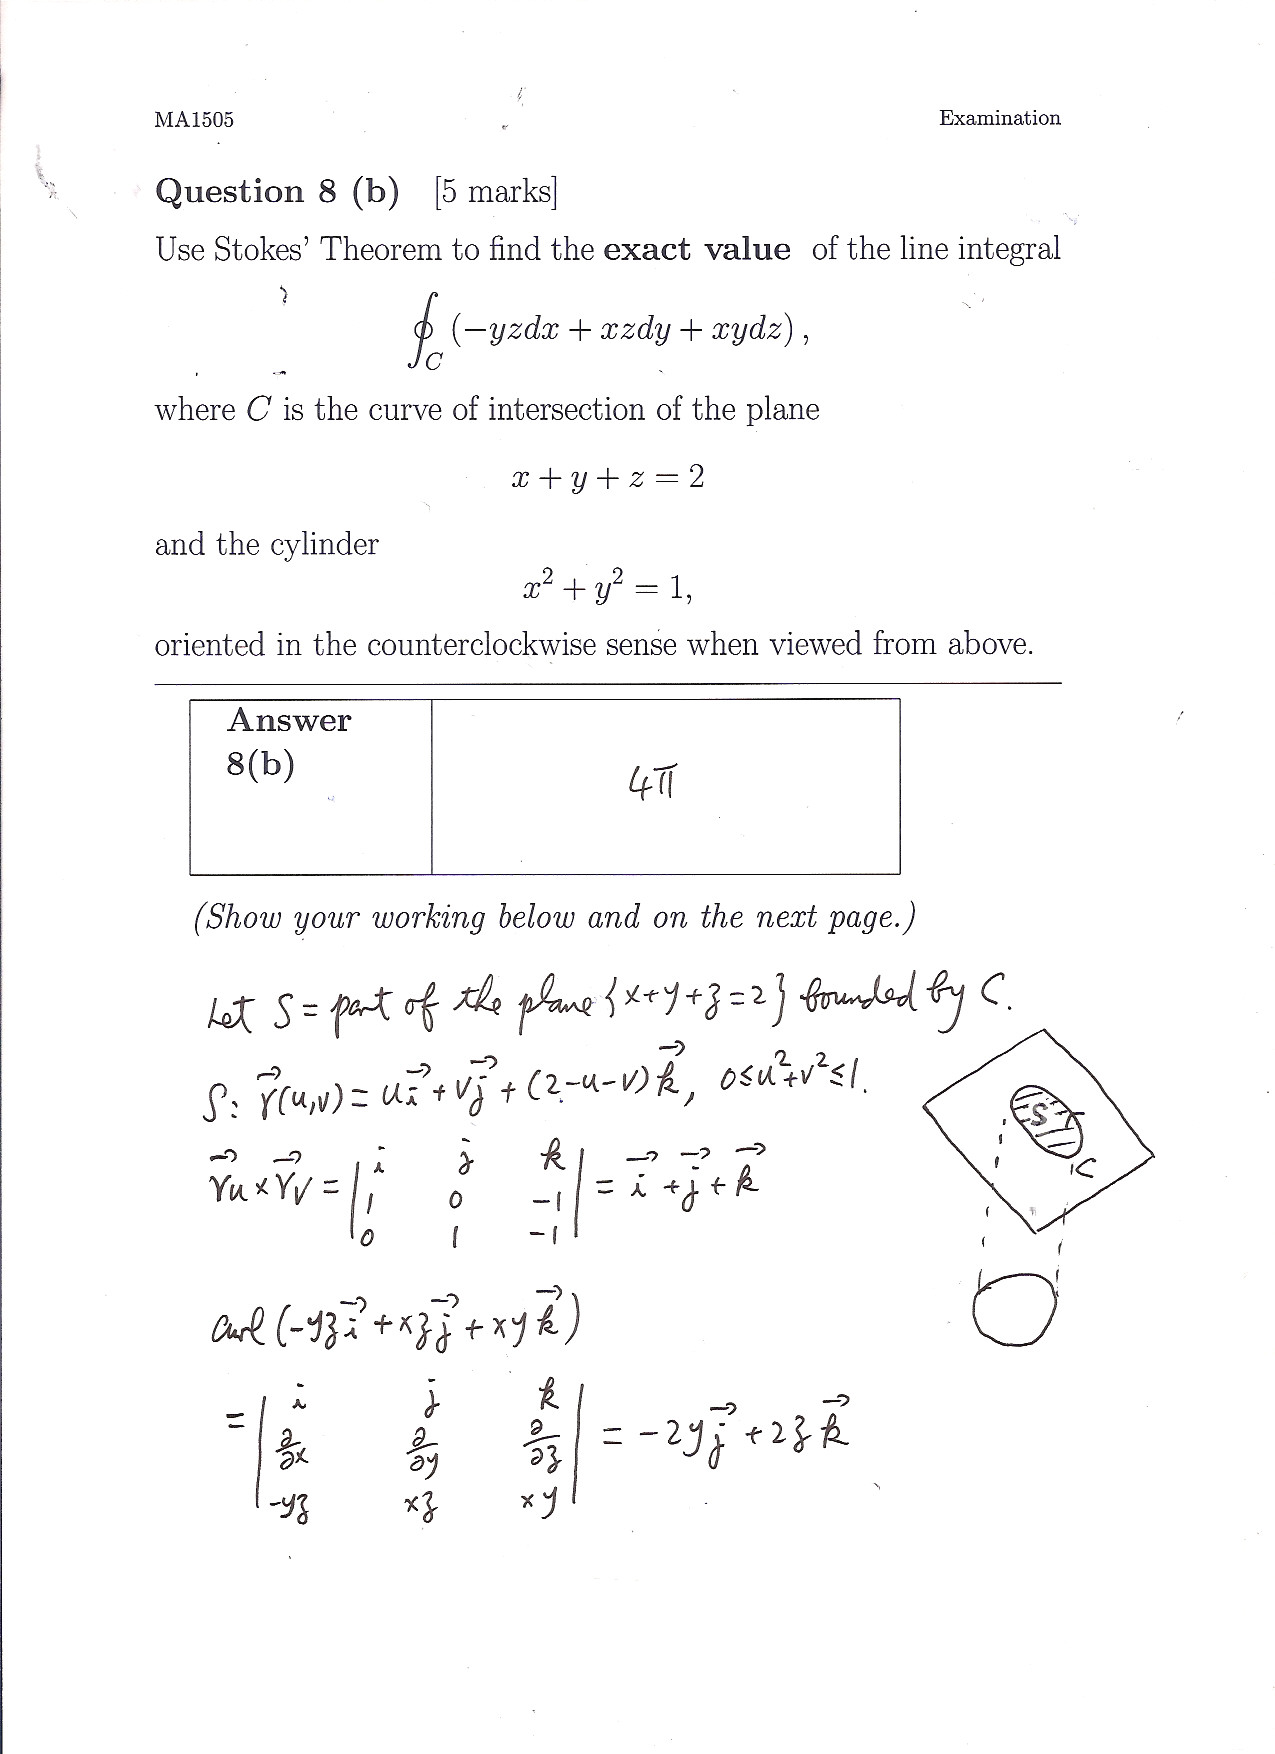 MA1505 Examination
Question 8 (b) [5 marks]
Use Stokes' Theorem to find the exact value of the line integral
∮_C (−yzdx + xzdy + xydz) ,
where C is the curve of intersection of the plane
x + y + z = 2
and the cylinder
x² + y² = 1,
oriented in the counterclockwise sense when viewed from above.
Answer
8(b)
4π
(Show your working below and on the next page.)
Let S = part of the plane {x+y+z=2} bounded by C.
S: r⃗(u,v) = ui⃗ + vj⃗ + (2-u-v)k⃗, 0≤u²+v²≤1.
S
C
r⃗u × r⃗v = | i j k |
| 1 0 -1 | = i⃗ + j⃗ + k⃗
| 0 1 -1 |
Curl (-yzi⃗ + xzj⃗ + xyk⃗)
= | i j k |
| ∂/∂x ∂/∂y ∂/∂z | = -2yj⃗ + 2zk⃗
| -yz xz xy |